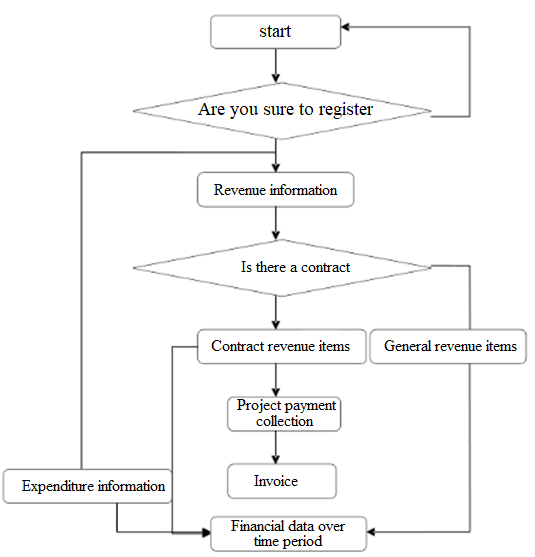 start
Are you sure to register
Revenue information
Is there a contract
Contract revenue items
General revenue items
Project payment
collection
Invoice
Expenditure information
Financial data over
time period